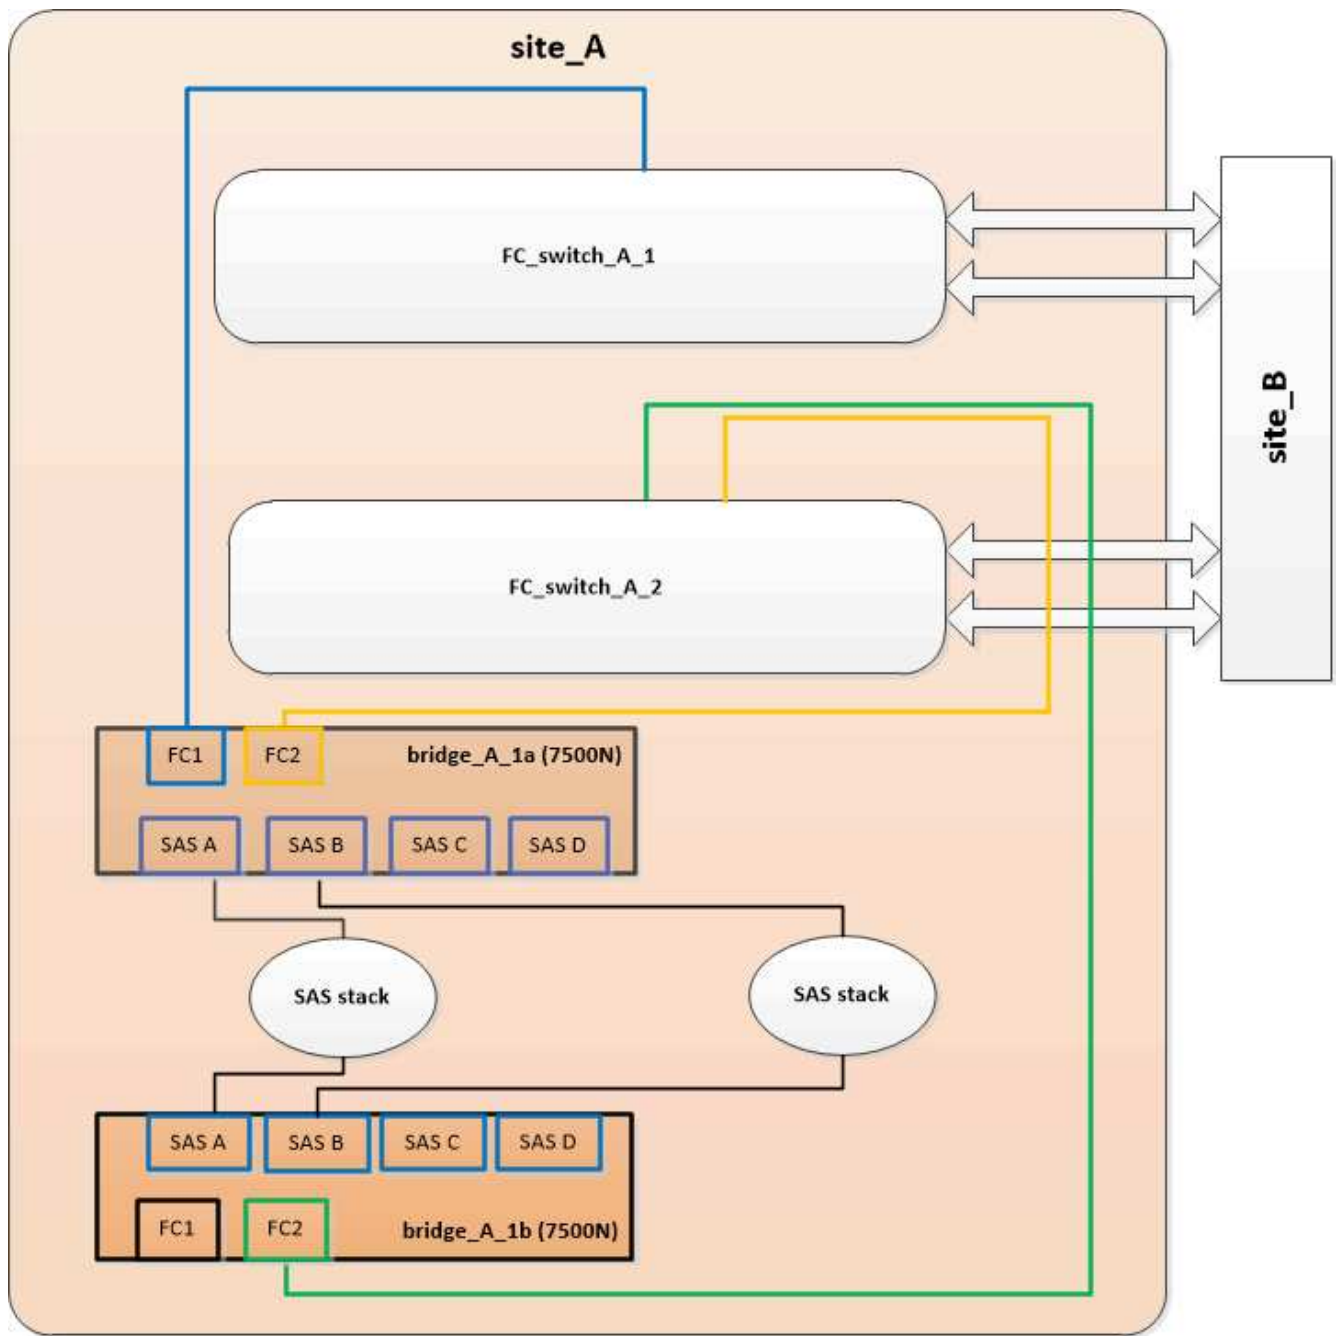 site_A
FC_switch_A_1
site_B
FC_switch_A_2
FC1
FC2
bridge_A_1a (7500N)
SAS A
SAS B
SAS C
SAS D
SAS stack
SAS stack
SAS A
SAS B
SAS C
SAS D
FC1
FC2
bridge_A_1b (7500N)